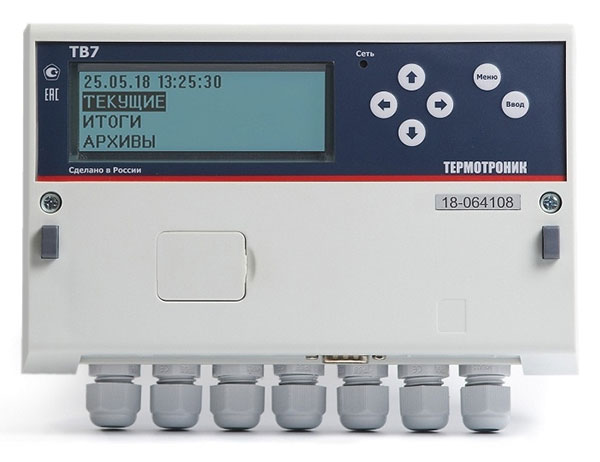 ТВ7
Сеть
Меню
Ввод
ЕАС
25.05.18 13:25:30
ТЕКУЩИЕ
ИТОГИ
АРХИВЫ
Сделано в России
ТЕРМОТРОНИК
18-064108